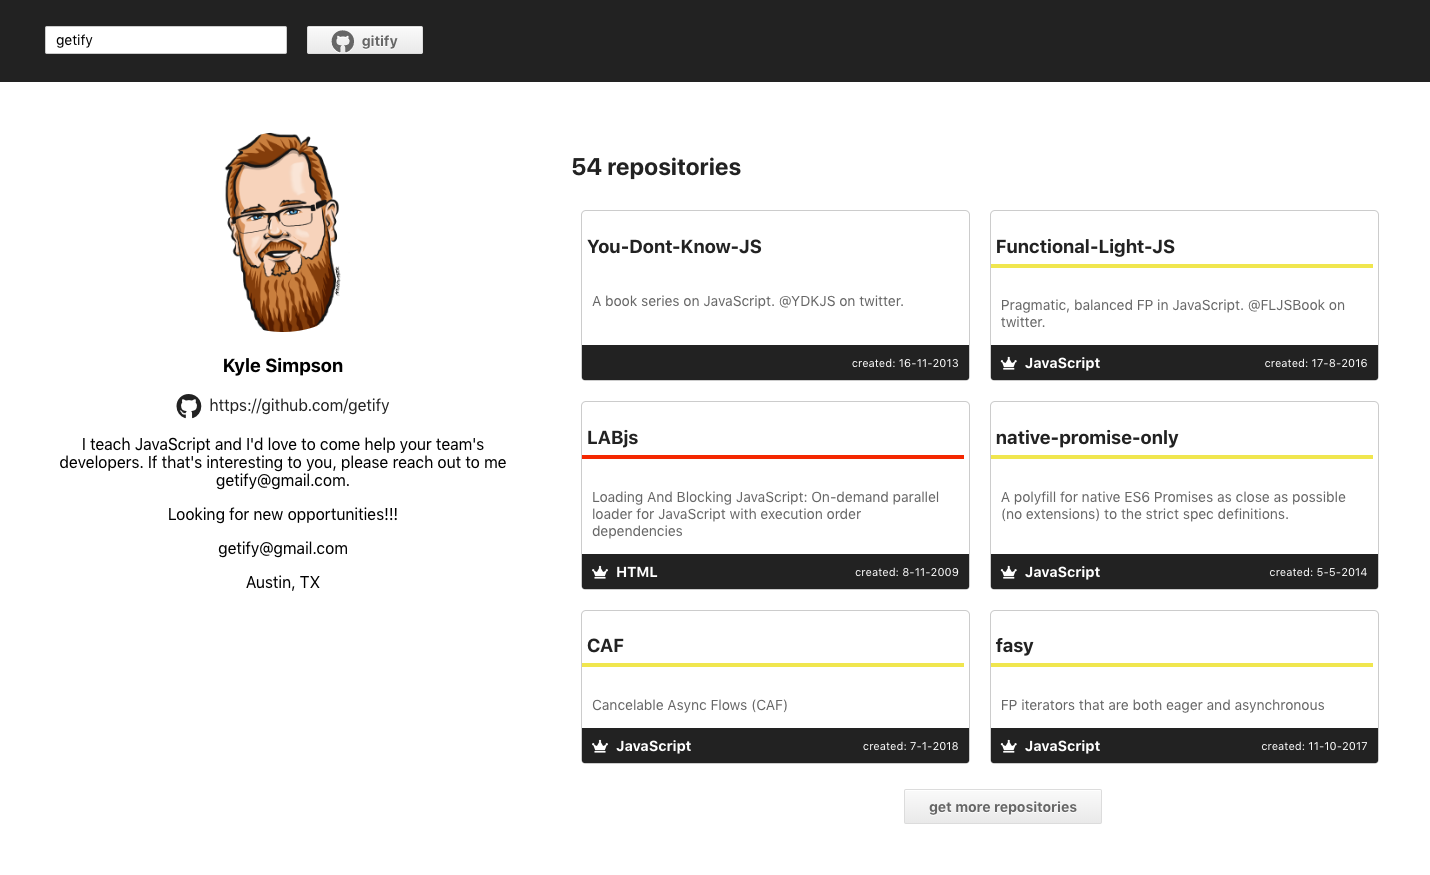 getify
gitify
Kyle Simpson
https://github.com/getify
I teach JavaScript and I'd love to come help your team's
developers. If that's interesting to you, please reach out to me
getify@gmail.com.
Looking for new opportunities!!!
getify@gmail.com
Austin, TX
54 repositories
You-Dont-Know-JS
A book series on JavaScript. @YDKJS on twitter.
created: 16-11-2013
Functional-Light-JS
Pragmatic, balanced FP in JavaScript. @FLJSBook on
twitter.
JavaScript created: 17-8-2016
LABjs
Loading And Blocking JavaScript: On-demand parallel
loader for JavaScript with execution order
dependencies
HTML created: 8-11-2009
native-promise-only
A polyfill for native ES6 Promises as close as possible
(no extensions) to the strict spec definitions.
JavaScript created: 5-5-2014
CAF
Cancelable Async Flows (CAF)
JavaScript created: 7-1-2018
fasy
FP iterators that are both eager and asynchronous
JavaScript created: 11-10-2017
get more repositories